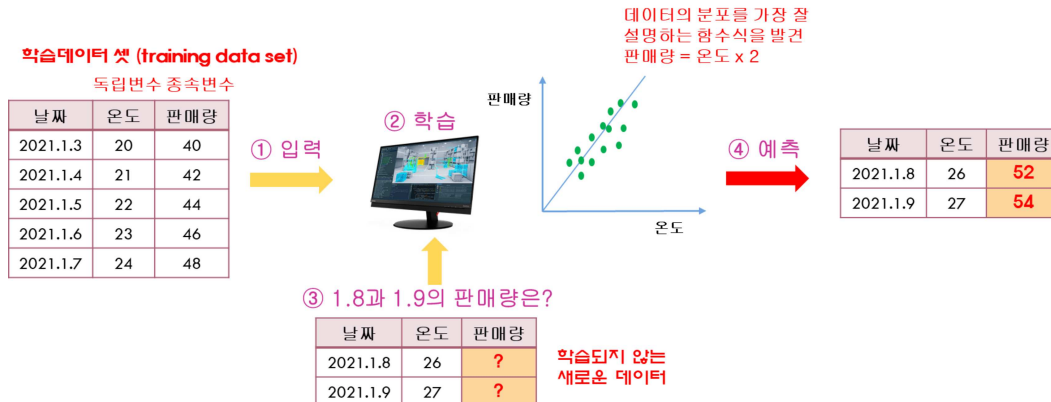 학습데이터 셋 (training data set)
독립변수 종속변수
날짜 온도 판매량
2021.1.3 20 40
2021.1.4 21 42
2021.1.5 22 44
2021.1.6 23 46
2021.1.7 24 48
① 입력
② 학습
③ 1.8과 1.9의 판매량은?
날짜 온도 판매량
2021.1.8 26 ?
2021.1.9 27 ?
학습되지 않는
새로운 데이터
데이터의 분포를 가장 잘
설명하는 함수식을 발견
판매량 = 온도 x 2
판매량
온도
④ 예측
날짜 온도 판매량
2021.1.8 26 52
2021.1.9 27 54